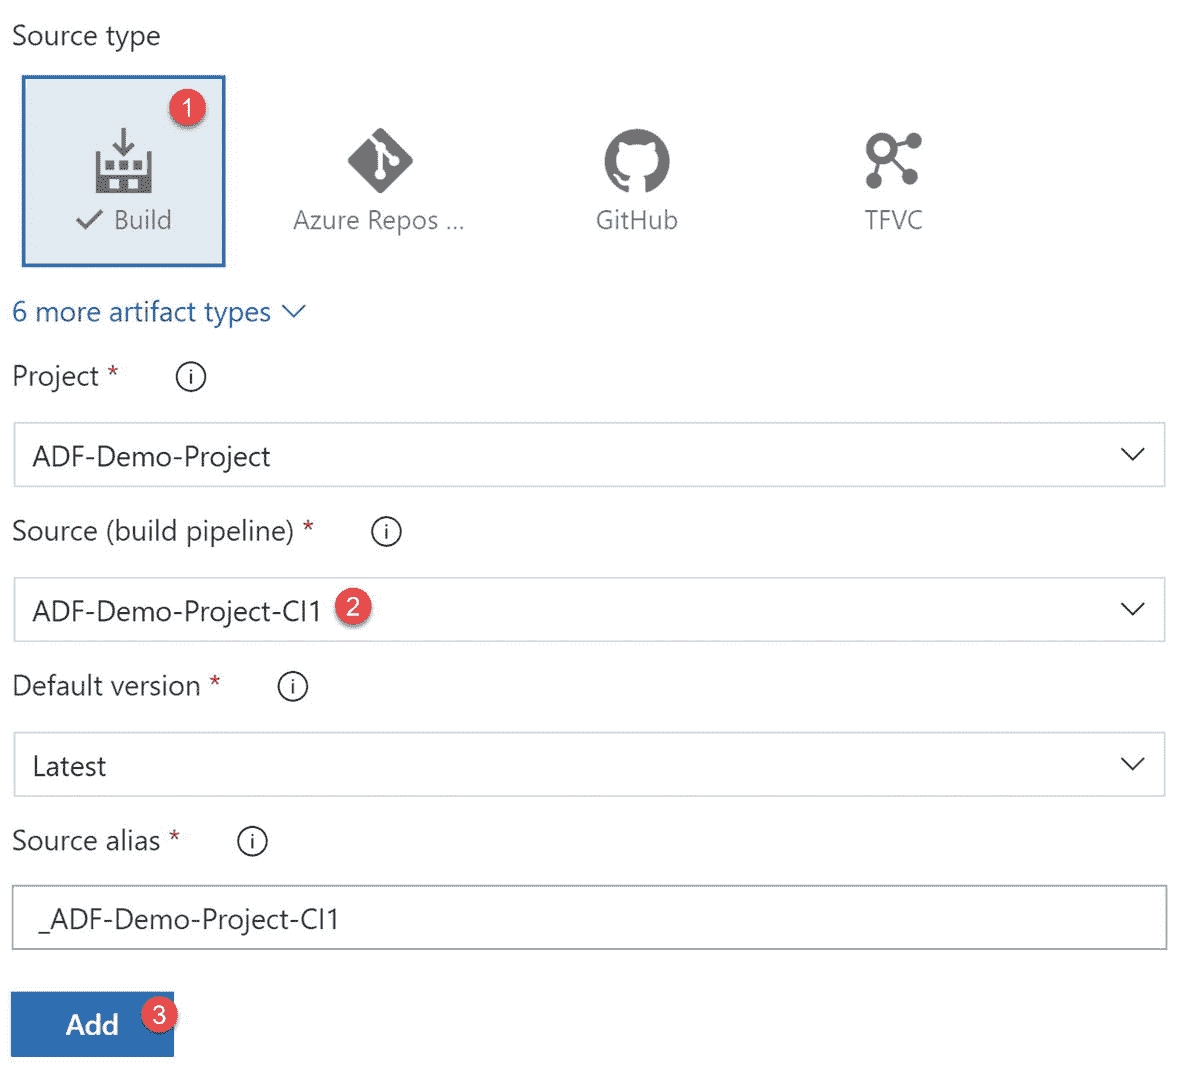 Source type
1
Build
Azure Repos ...
GitHub
TFVC
6 more artifact types
Project *
ADF-Demo-Project
Source (build pipeline) *
ADF-Demo-Project-CI1 2
Default version *
Latest
Source alias *
_ADF-Demo-Project-CI1
Add 3